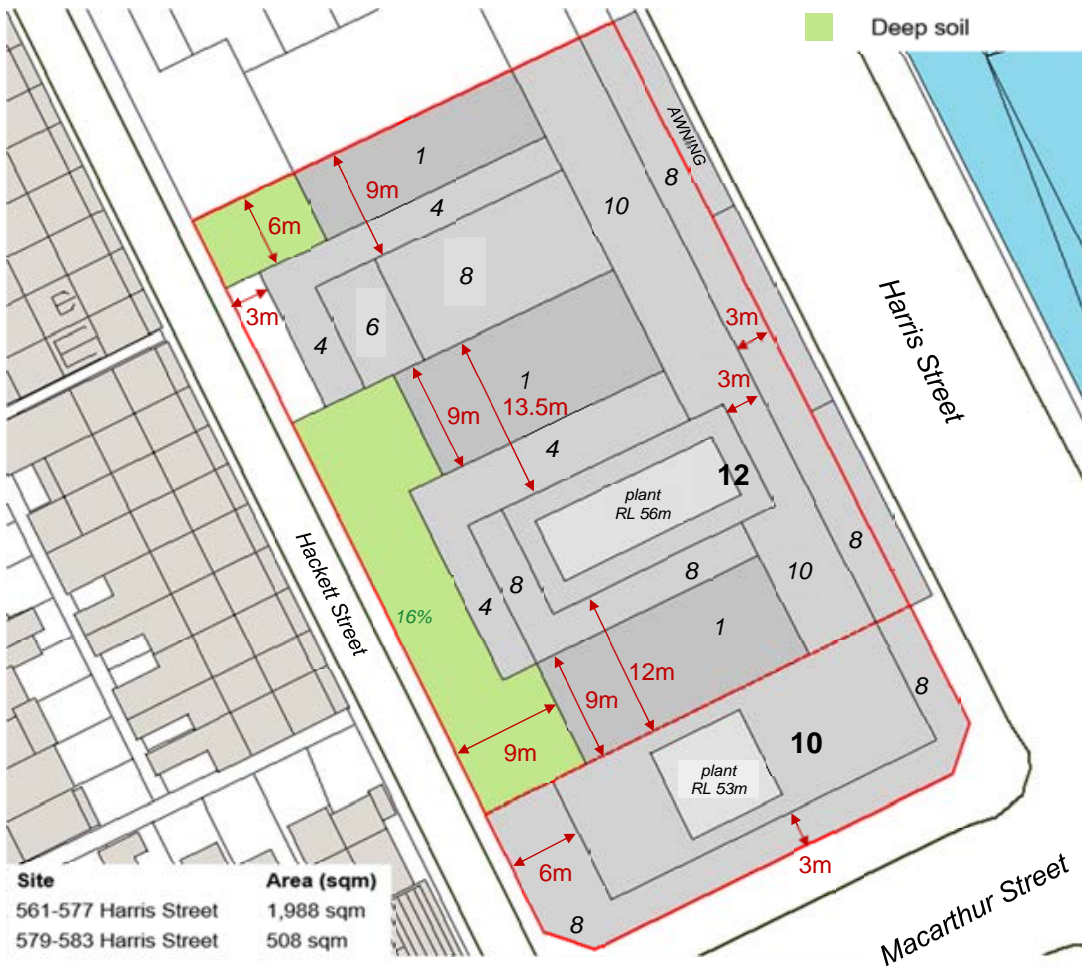 Deep soil
1
9m
AWNING
8
8
4
10
6m
8
3m
6
4
Harris Street
3m
1
9m
13.5m
3m
4
12
plant
RL 56m
Hackett Street
8
8
8
10
4
16%
1
12m
9m
8
9m
10
plant
RL 53m
6m
3m
8
Macarthur Street
Site Area (sqm)
561-577 Harris Street 1,988 sqm
579-583 Harris Street 508 sqm